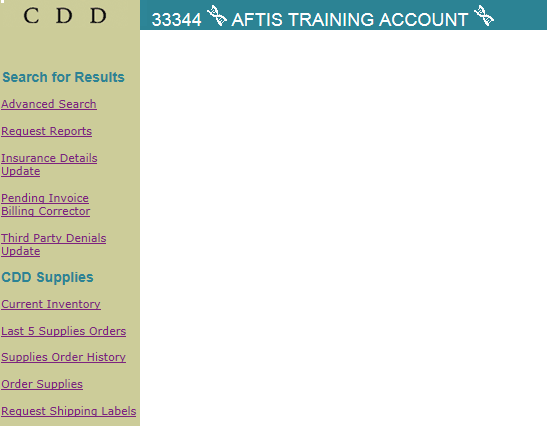 C D D
33344 AFTIS TRAINING ACCOUNT
Search for Results
Advanced Search
Request Reports
Insurance Details
Update
Pending Invoice
Billing Corrector
Third Party Denials
Update
CDD Supplies
Current Inventory
Last 5 Supplies Orders
Supplies Order History
Order Supplies
Request Shipping Labels